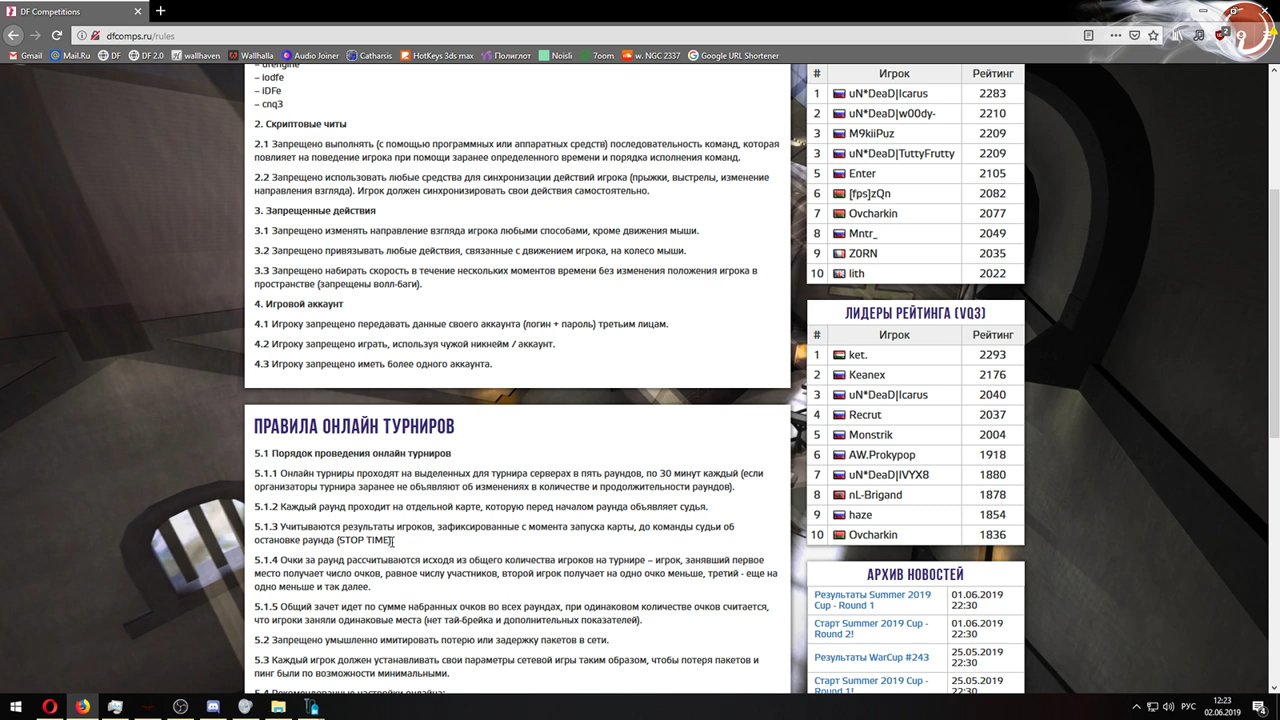 DF Competitions
dfcomps.ru/rules
Gmail Mail.Ru DF DF 2.0 wallhaven Wallhalla Audio Joiner Catharsis HotKeys 3ds max Полиглот Noisli 7oom w. NGC 2337 Google URL Shortener
– dfengine
– iodfe
– iDFe
– cnq3
2. Скриптовые читы
2.1 Запрещено выполнять (с помощью программных или аппаратных средств) последовательность команд, которая
повлияет на поведение игрока при помощи заранее определенного времени и порядка исполнения команд.
2.2 Запрещено использовать любые средства для синхронизации действий игрока (прыжки, выстрелы, изменение
направления взгляда). Игрок должен синхронизировать свои действия самостоятельно.
3. Запрещенные действия
3.1 Запрещено изменять направление взгляда игрока любыми способами, кроме движения мыши.
3.2 Запрещено привязывать любые действия, связанные с движением игрока, на колесо мыши.
3.3 Запрещено набирать скорость в течение нескольких моментов времени без изменения положения игрока в
пространстве (запрещены волл-баги).
4. Игровой аккаунт
4.1 Игроку запрещено передавать данные своего аккаунта (логин + пароль) третьим лицам.
4.2 Игроку запрещено играть, используя чужой никнейм / аккаунт.
4.3 Игроку запрещено иметь более одного аккаунта.
ПРАВИЛА ОНЛАЙН ТУРНИРОВ
5.1 Порядок проведения онлайн турниров
5.1.1 Онлайн турниры проходят на выделенных для турнира серверах в пять раундов, по 30 минут каждый (если
организаторы турнира заранее не объявляют об изменениях в количестве и продолжительности раундов).
5.1.2 Каждый раунд проходит на отдельной карте, которую перед началом раунда объявляет судья.
5.1.3 Учитываются результаты игроков, зафиксированные с момента запуска карты, до команды судьи об
остановке раунда (STOP TIME).
5.1.4 Очки за раунд рассчитываются исходя из общего количества игроков на турнире – игрок, занявший первое
место получает число очков, равное числу участников, второй игрок получает на одно очко меньше, третий - еще на
одно меньше и так далее.
5.1.5 Общий зачет идет по сумме набранных очков во всех раундах, при одинаковом количестве очков считается,
что игроки заняли одинаковые места (нет тай-брейка и дополнительных показателей).
5.2 Запрещено умышленно имитировать потерю или задержку пакетов в сети.
5.3 Каждый игрок должен устанавливать свои параметры сетевой игры таким образом, чтобы потеря пакетов и
пинг были по возможности минимальными.
5.4 Рекомендованные настройки онлайна:
# Игрок Рейтинг
1 uN*DeaD|Icarus 2283
2 uN*DeaD|w00dy- 2210
3 M9kiiPuz 2209
3 uN*DeaD|TuttyFrutty 2209
5 Enter 2105
6 [fps]zQn 2082
7 Ovcharkin 2077
8 Mntr_ 2049
9 Z0RN 2035
10 lith 2022
ЛИДЕРЫ РЕЙТИНГА (VQ3)
# Игрок Рейтинг
1 ket. 2293
2 Keanex 2176
3 uN*DeaD|Icarus 2040
4 Recrut 2037
5 Monstrik 2004
6 AW.Prokypop 1918
7 uN*DeaD|IVYX8 1880
8 nL-Brigand 1878
9 haze 1854
10 Ovcharkin 1836
АРХИВ НОВОСТЕЙ
Результаты Summer 2019 01.06.2019
Cup - Round 1 22:30
Старт Summer 2019 Cup - 01.06.2019
Round 2! 22:30
Результаты WarCup #243 25.05.2019
22:30
Старт Summer 2019 Cup - 25.05.2019
Round 1! 22:30
РУС
12:23
02.06.2019
2
4